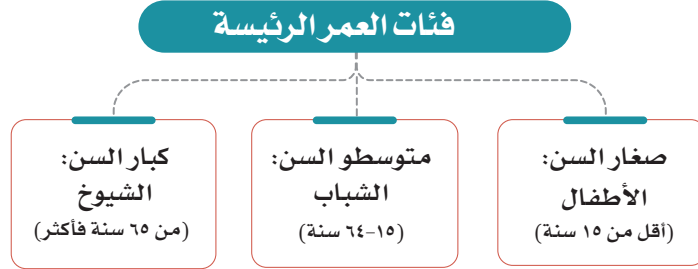 فئات العمر الرئيسة
صغار السن:
الأطفال
(أقل من ١٥ سنة)
متوسطو السن:
الشباب
(١٥-٦٤ سنة)
كبار السن:
الشيوخ
(من ٦٥ سنة فأكثر)